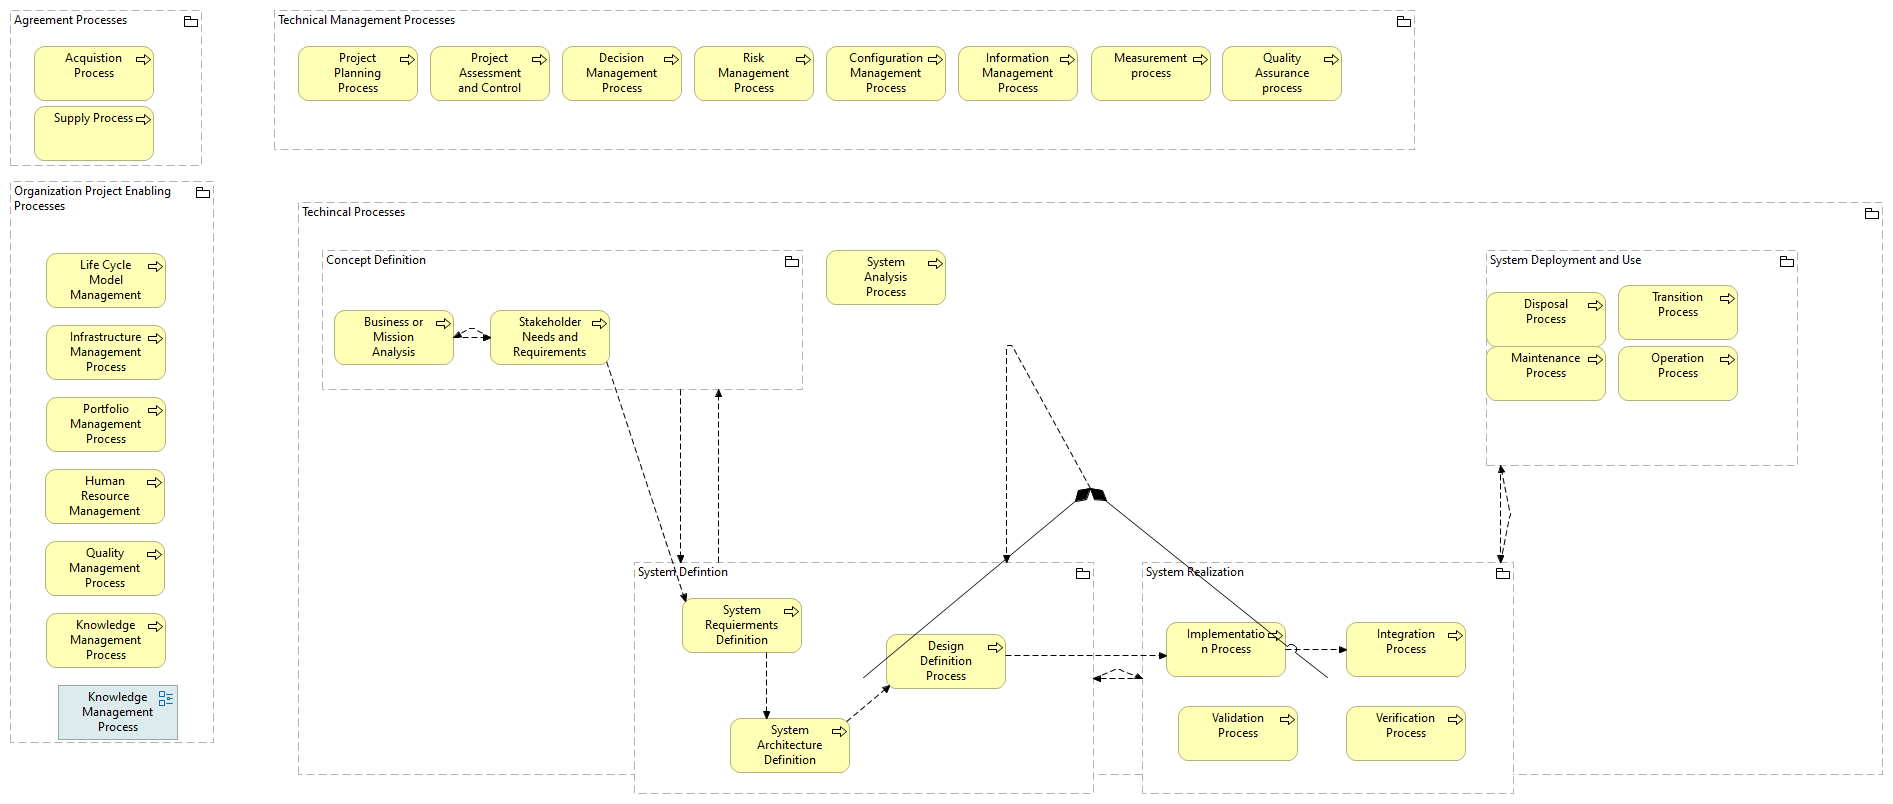 Agreement Processes
Acquistion
Process
Supply Process
Technical Management Processes
Project
Planning
Process
Project
Assessment
and Control
Decision
Management
Process
Risk
Management
Process
Configuration
Management
Process
Information
Management
Process
Measurement
process
Quality
Assurance
process
Organization Project Enabling
Processes
Life Cycle
Model
Management
Infrastructure
Management
Process
Portfolio
Management
Process
Human
Resource
Management
Quality
Management
Process
Knowledge
Management
Process
Knowledge
Management
Process
Techincal Processes
Concept Definition
Business or
Mission
Analysis
Stakeholder
Needs and
Requirements
System
Analysis
Process
System Deployment and Use
Disposal
Process
Transition
Process
Maintenance
Process
Operation
Process
System Defintion
System
Requierments
Definition
Design
Definition
Process
System
Architecture
Definition
System Realization
Implementatio
n Process
Integration
Process
Validation
Process
Verification
Process